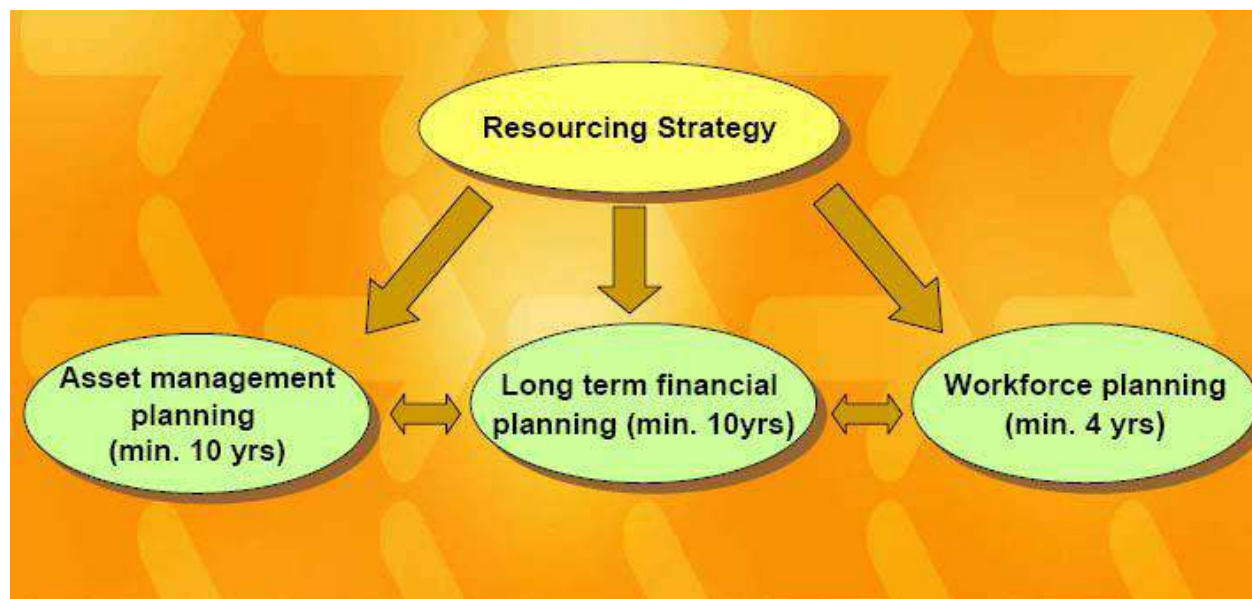 Resourcing Strategy
Asset management
planning
(min. 10 yrs)
Long term financial
planning (min. 10yrs)
Workforce planning
(min. 4 yrs)